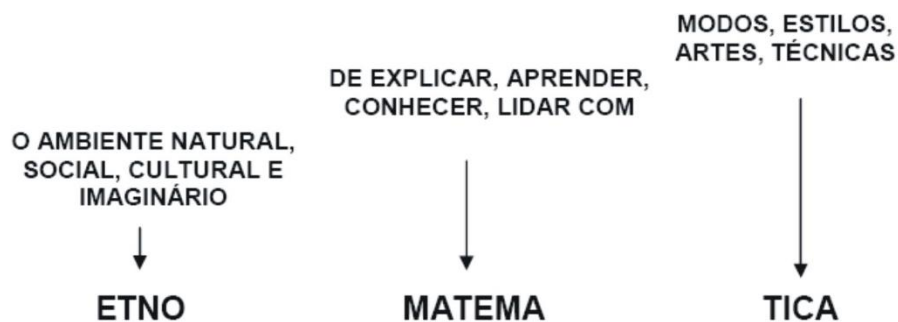 MODOS, ESTILOS,
ARTES, TÉCNICAS
DE EXPLICAR, APRENDER,
CONHECER, LIDAR COM
O AMBIENTE NATURAL,
SOCIAL, CULTURAL E
IMAGINÁRIO
ETNO
MATEMA
TICA